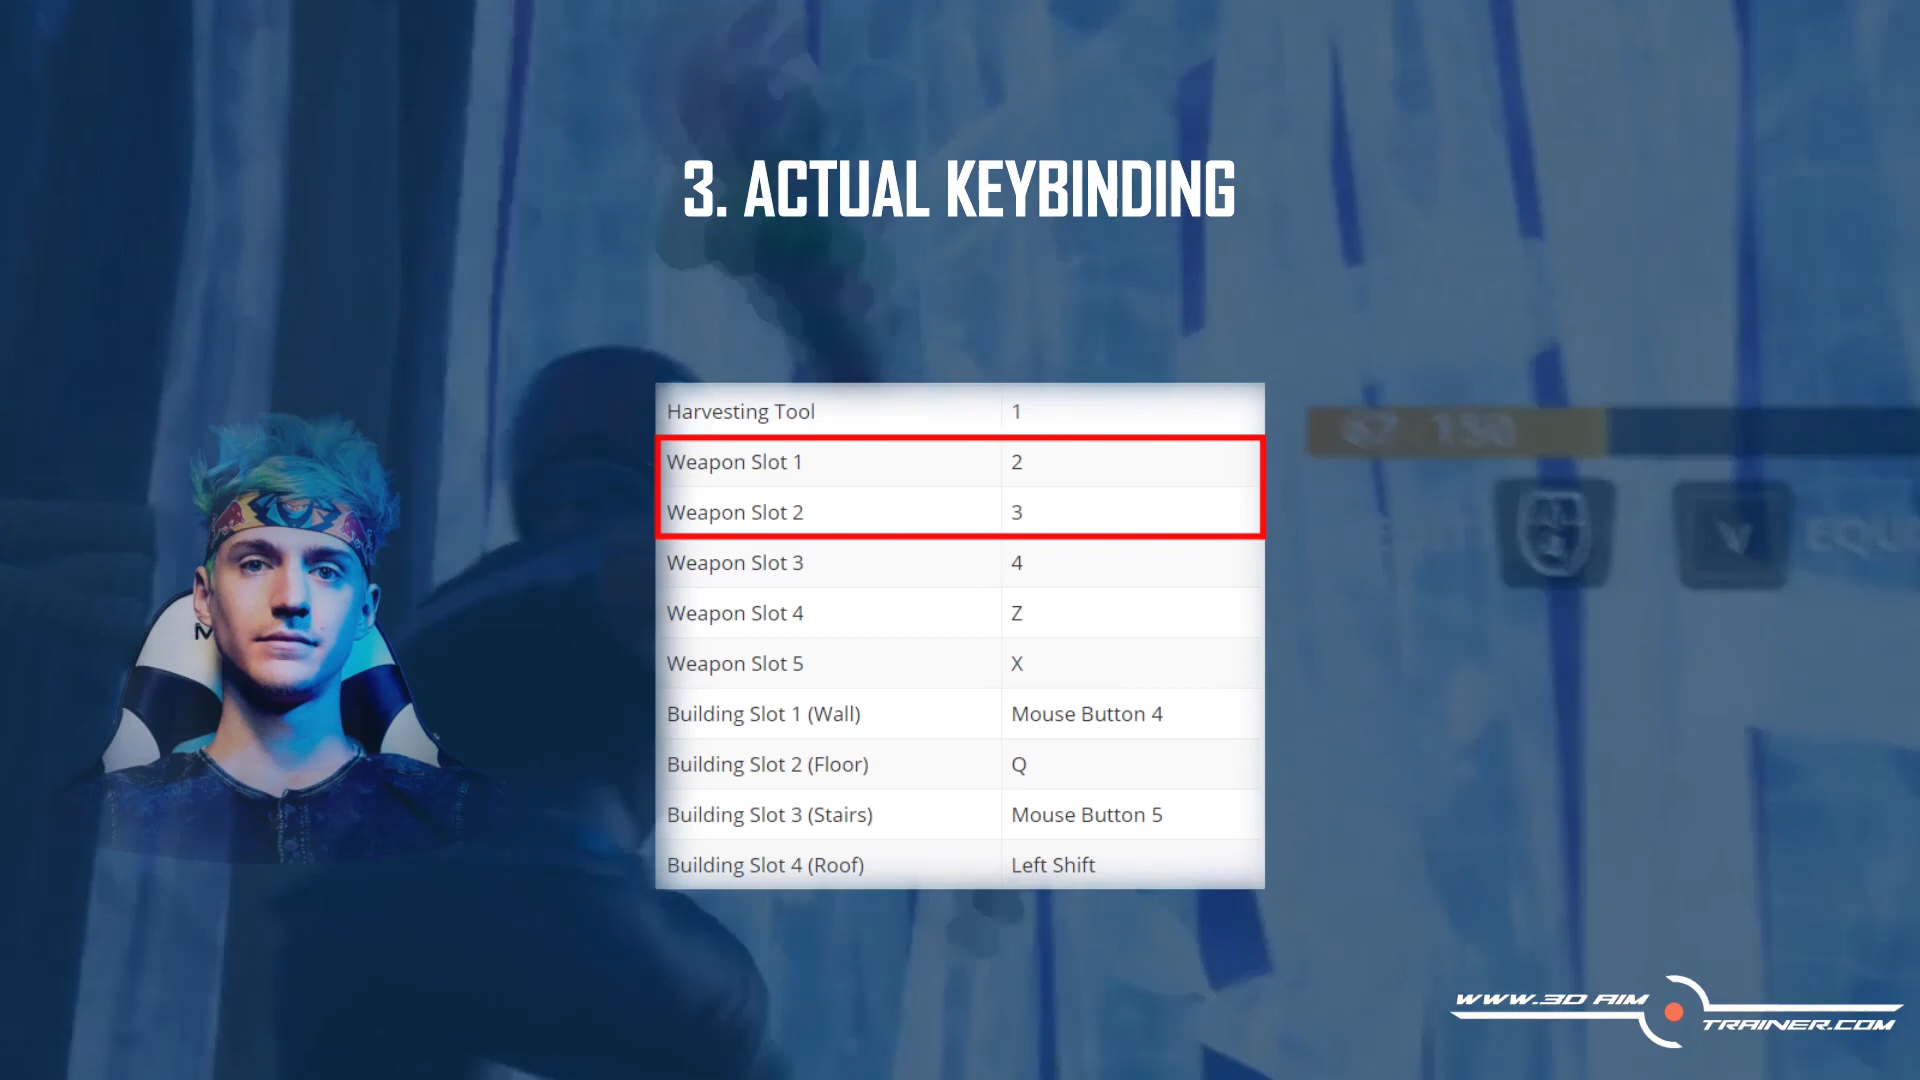 3. ACTUAL KEYBINDING
Harvesting Tool 1
Weapon Slot 1 2
Weapon Slot 2 3
Weapon Slot 3 4
Weapon Slot 4 Z
Weapon Slot 5 X
Building Slot 1 (Wall) Mouse Button 4
Building Slot 2 (Floor) Q
Building Slot 3 (Stairs) Mouse Button 5
Building Slot 4 (Roof) Left Shift
WWW.3D AIM
TRAINER.COM